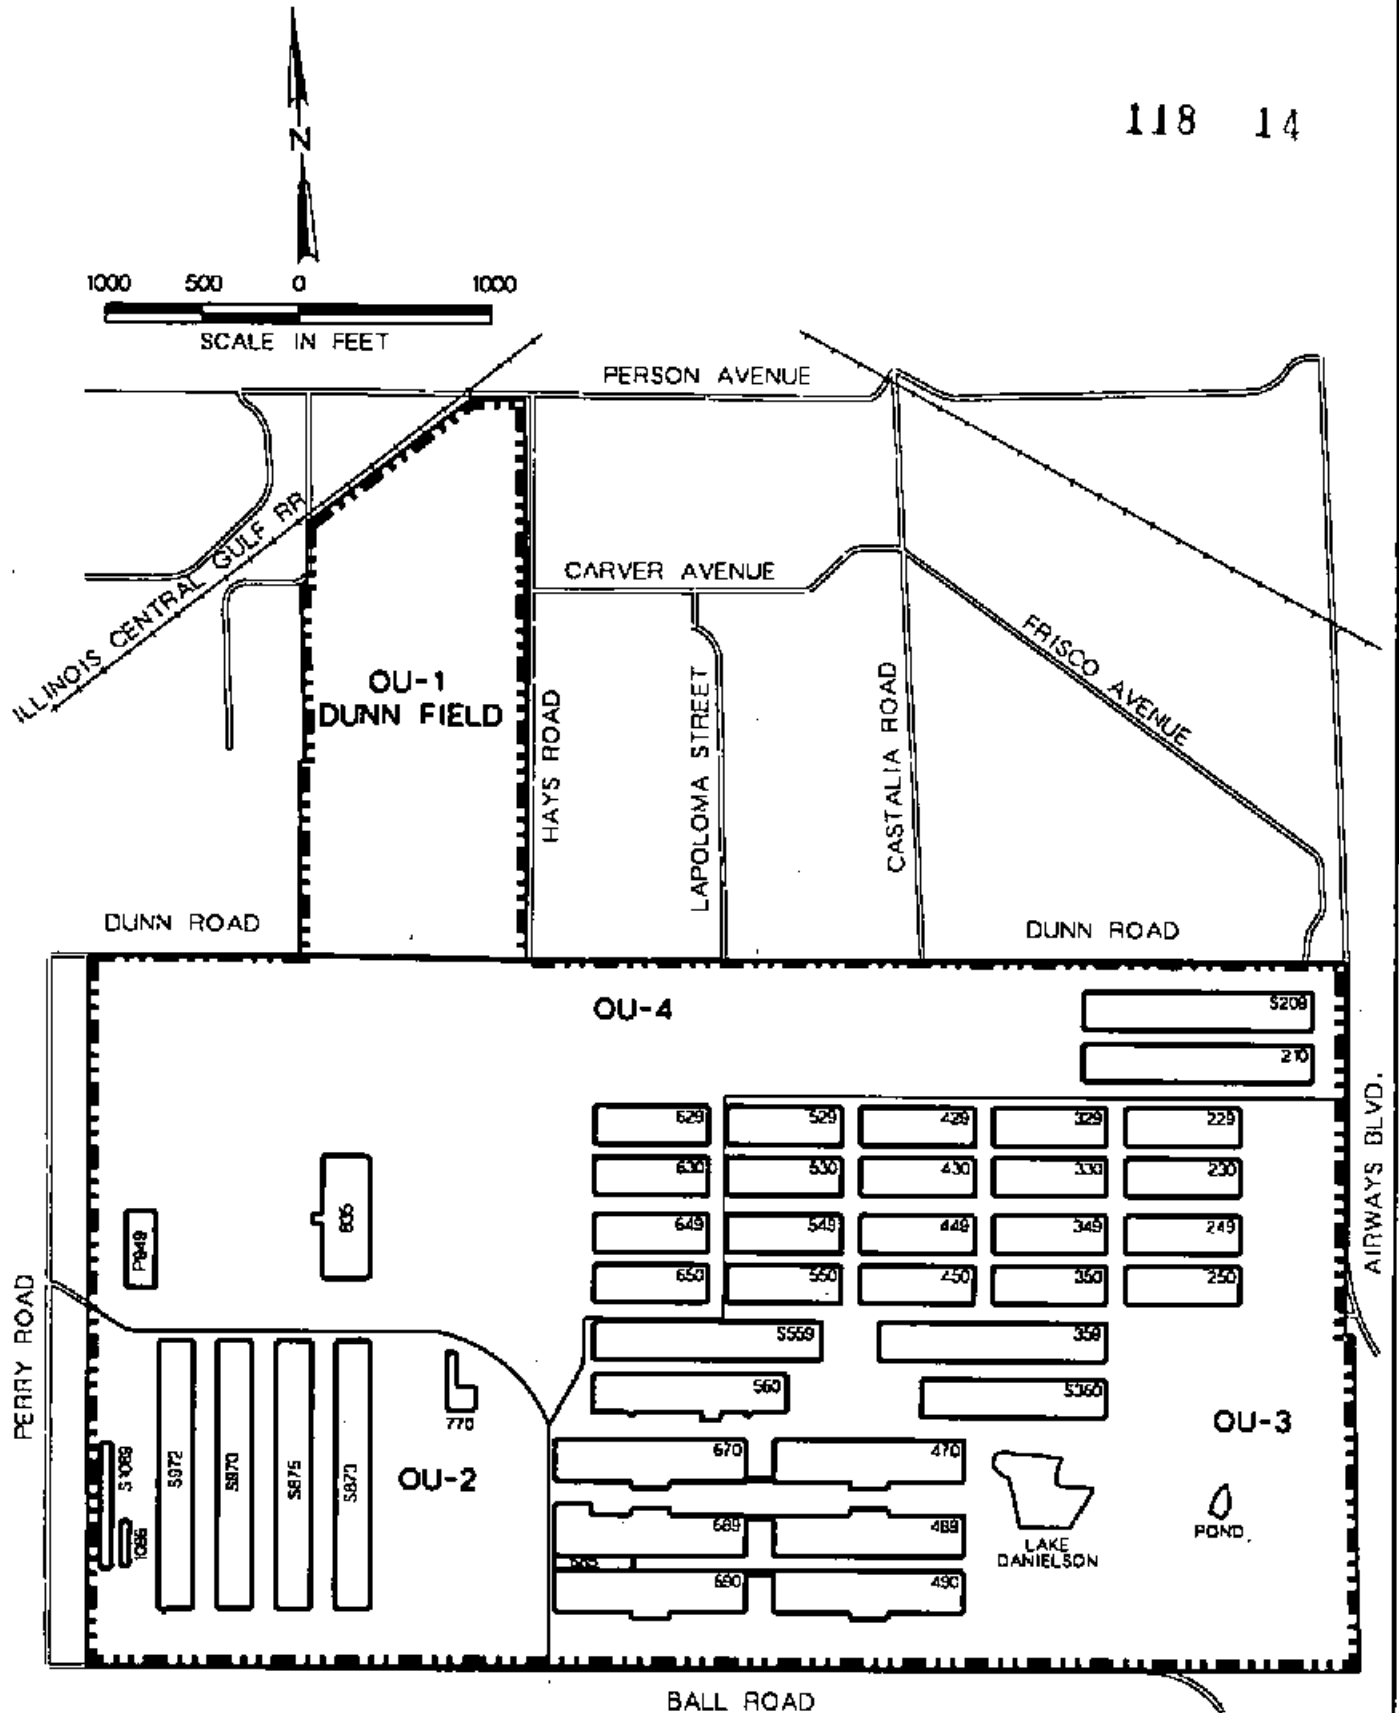 118 14
N
1000 500 0 1000
SCALE IN FEET
PERSON AVENUE
ILLINOIS CENTRAL GULF RR
CARVER AVENUE
FRISCO AVENUE
OU-1
DUNN FIELD
HAYS ROAD
LAPOLOMA STREET
CASTALIA ROAD
DUNN ROAD
DUNN ROAD
OU-4
S209
210
AIRWAYS BLVD.
629 529 429 329 229
630 530 430 330 230
649 549 449 349 249
650 550 450 350 250
835
P949
PERRY ROAD
S559 359
560 S360
770
OU-3
OU-2
670 470
S972
S970
S875
S873
S1089
1086
689 489
LAKE
DANIELSON
POND
690 490
BALL ROAD